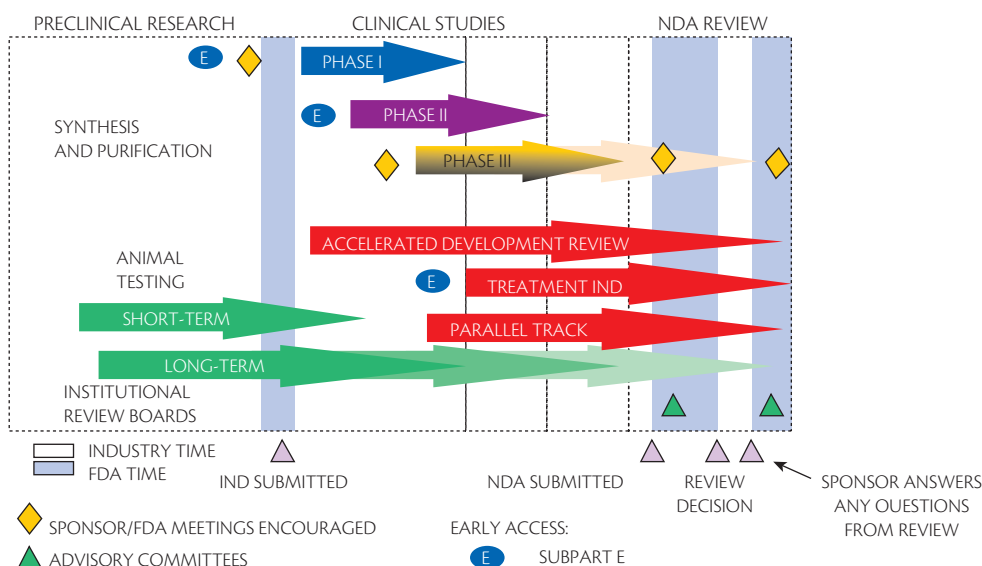 PRECLINICAL RESEARCH
CLINICAL STUDIES
NDA REVIEW
E
PHASE I
E
PHASE II
SYNTHESIS
AND PURIFICATION
PHASE III
ACCELERATED DEVELOPMENT REVIEW
ANIMAL
TESTING
E
TREATMENT IND
SHORT-TERM
PARALLEL TRACK
LONG-TERM
INSTITUTIONAL
REVIEW BOARDS
INDUSTRY TIME
FDA TIME
IND SUBMITTED
NDA SUBMITTED
REVIEW
DECISION
SPONSOR ANSWERS
ANY OUESTIONS
FROM REVIEW
SPONSOR/FDA MEETINGS ENCOURAGED
ADVISORY COMMITTEES
EARLY ACCESS:
E
SUBPART E